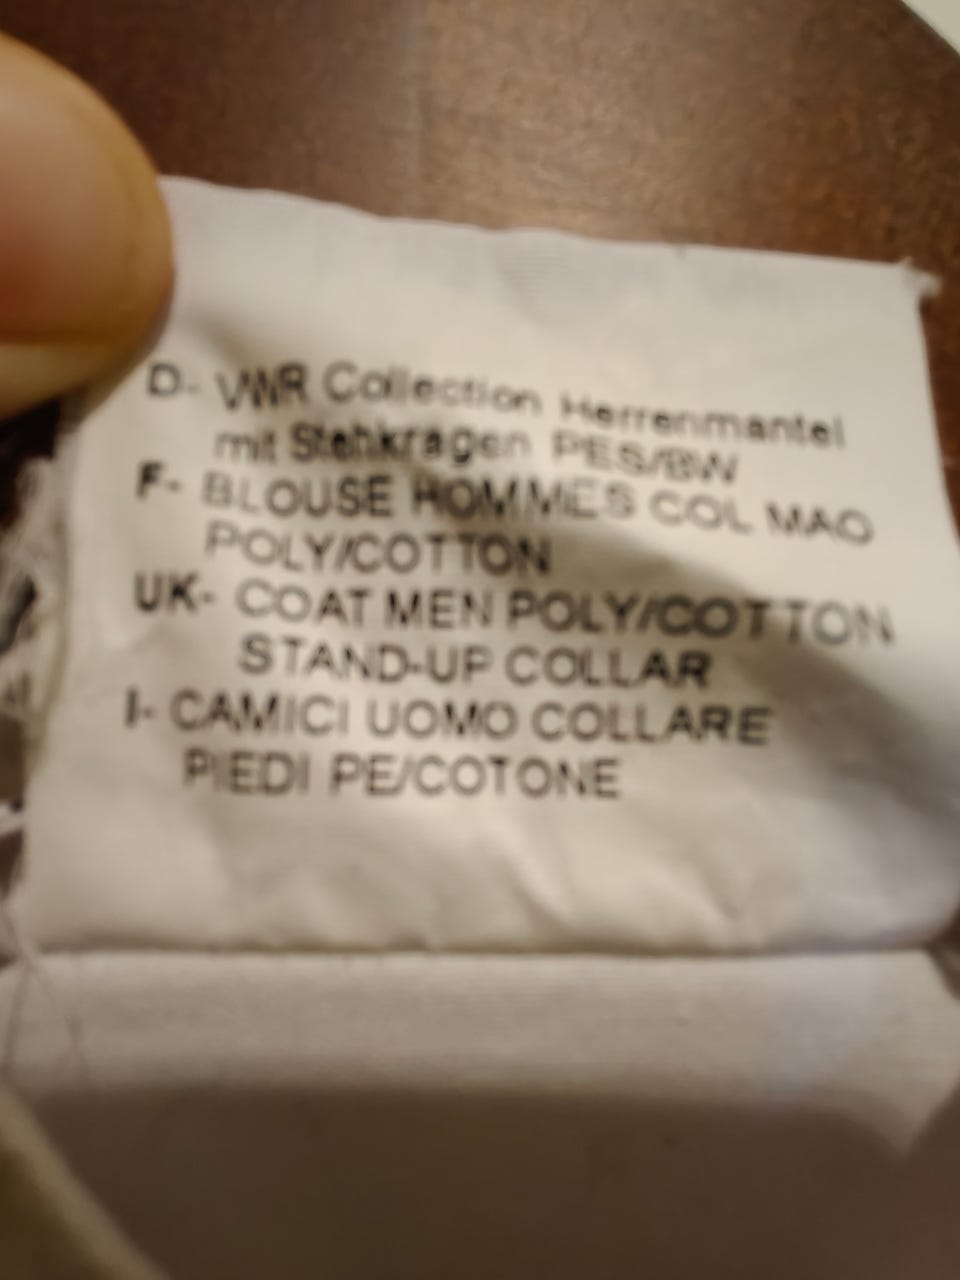 D- VWR Collection Herrenmantel
mit Stehkragen PES/BW
F- BLOUSE HOMMES COL MAO
POLY/COTTON
UK- COAT MEN POLY/COTTON
STAND-UP COLLAR
I- CAMICI UOMO COLLARE
PIEDI PE/COTONE